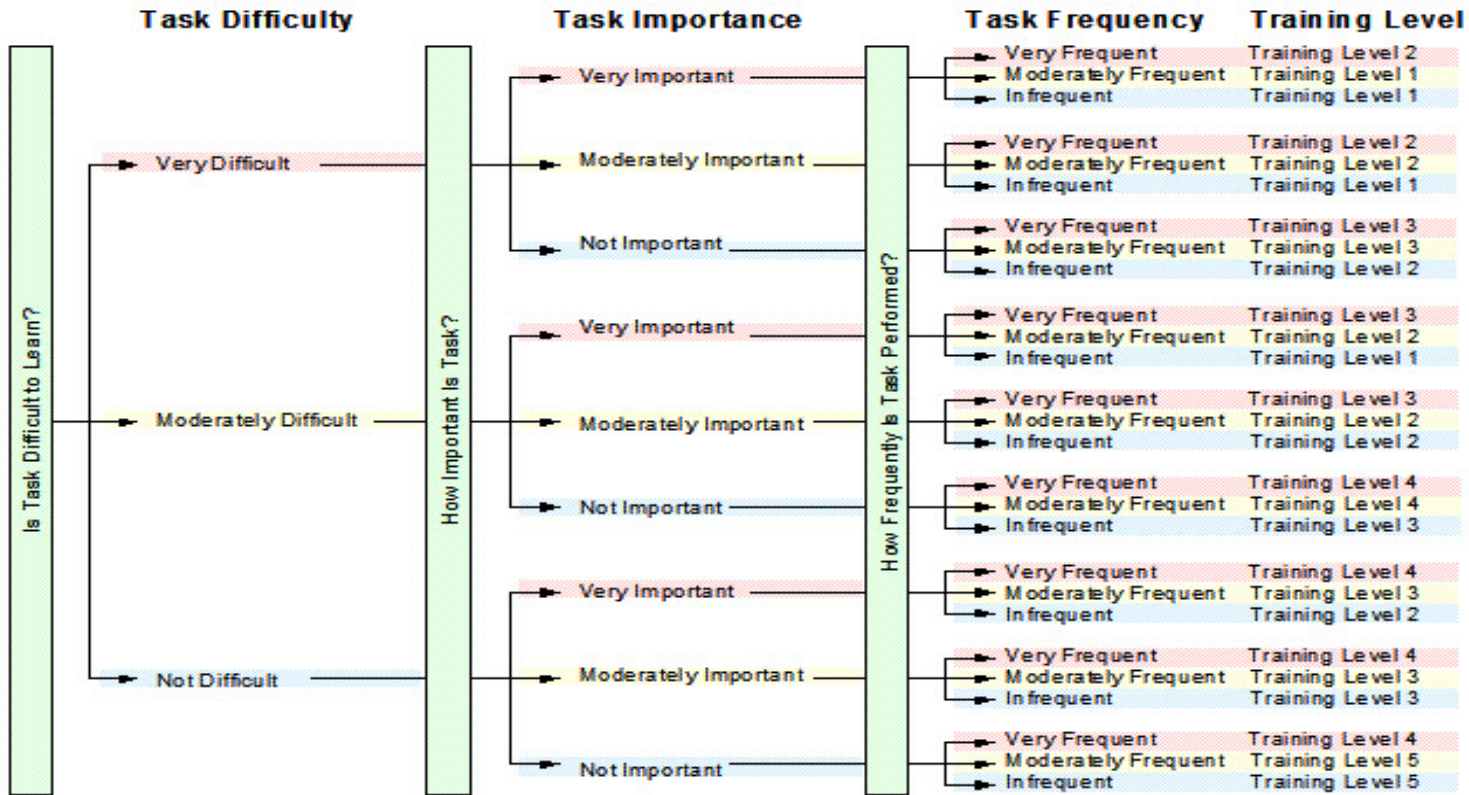 Task Difficulty Task Importance Task Frequency Training Level
Is Task Difficult to Learn?
Very Difficult
Moderately Difficult
Not Difficult
How Important Is Task?
Very Important
Moderately Important
Not Important
Very Important
Moderately Important
Not Important
Very Important
Moderately Important
Not Important
How Frequently Is Task Performed?
Very Frequent Training Level 2
Moderately Frequent Training Level 1
Infrequent Training Level 1
Very Frequent Training Level 2
Moderately Frequent Training Level 2
Infrequent Training Level 1
Very Frequent Training Level 3
Moderately Frequent Training Level 3
Infrequent Training Level 2
Very Frequent Training Level 3
Moderately Frequent Training Level 2
Infrequent Training Level 1
Very Frequent Training Level 3
Moderately Frequent Training Level 2
Infrequent Training Level 2
Very Frequent Training Level 4
Moderately Frequent Training Level 4
Infrequent Training Level 3
Very Frequent Training Level 4
Moderately Frequent Training Level 3
Infrequent Training Level 2
Very Frequent Training Level 4
Moderately Frequent Training Level 3
Infrequent Training Level 3
Very Frequent Training Level 4
Moderately Frequent Training Level 5
Infrequent Training Level 5